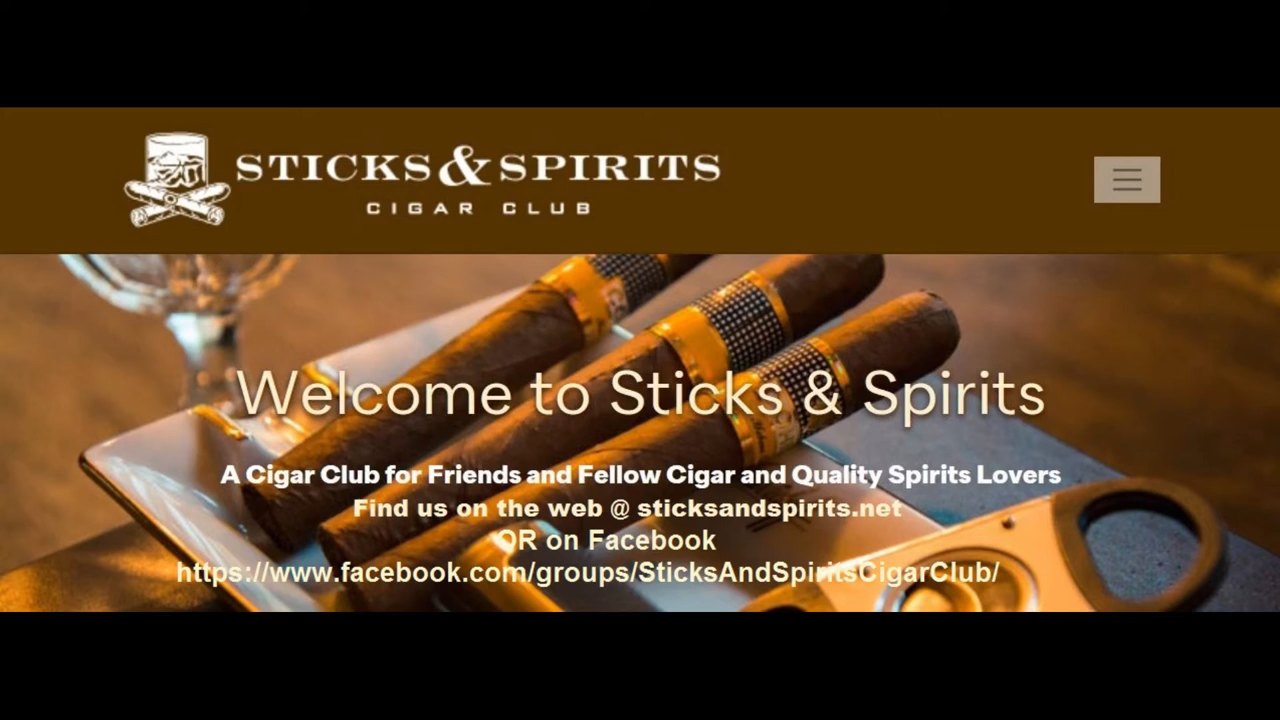 STICKS & SPIRITS
CIGAR CLUB
Welcome to Sticks & Spirits
A Cigar Club for Friends and Fellow Cigar and Quality Spirits Lovers
Find us on the web @ sticksandspirits.net
OR on Facebook
https://www.facebook.com/groups/SticksAndSpiritsCigarClub/